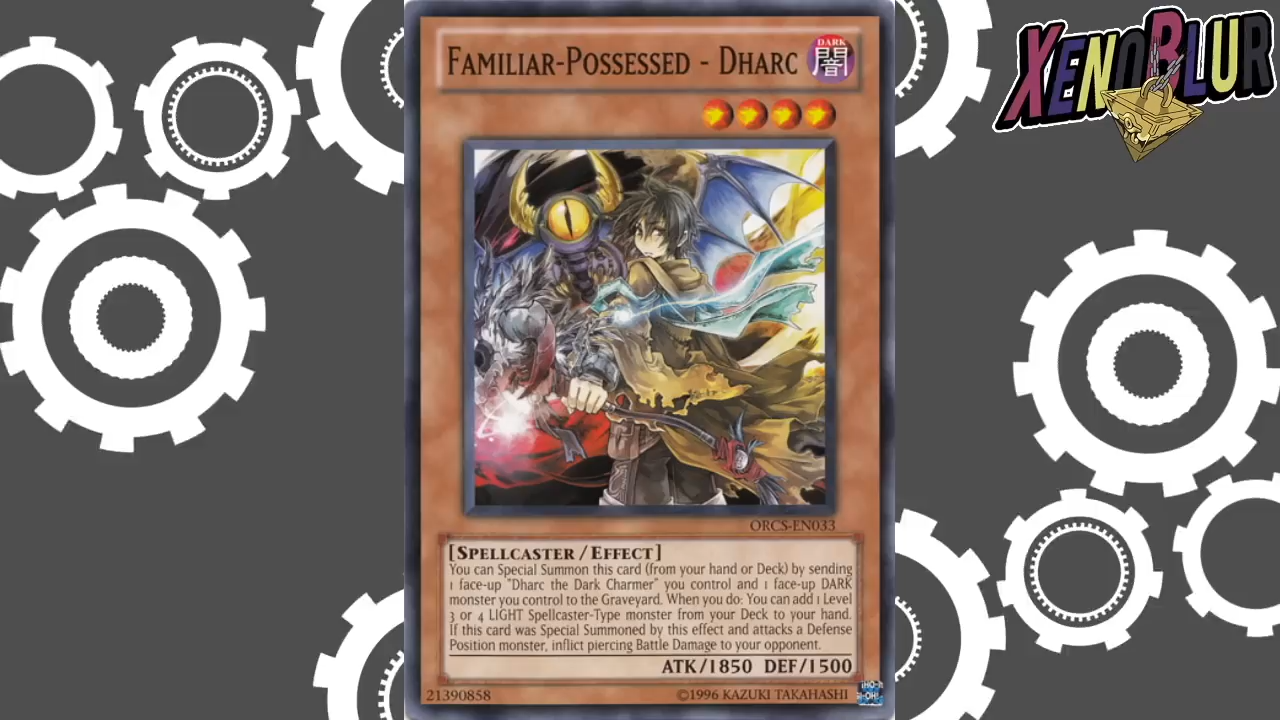 XENOBLUR
FAMILIAR-POSSESSED - DHARC
DARK
闇
ORCS-EN033
[SPELLCASTER/EFFECT]
You can Special Summon this card (from your hand or Deck) by sending
1 face-up "Dharc the Dark Charmer" you control and 1 face-up DARK
monster you control to the Graveyard. When you do: You can add 1 Level
3 or 4 LIGHT Spellcaster-Type monster from your Deck to your hand.
If this card was Special Summoned by this effect and attacks a Defense
Position monster, inflict piercing Battle Damage to your opponent.
ATK/1850 DEF/1500
21390858
©1996 KAZUKI TAKAHASHI